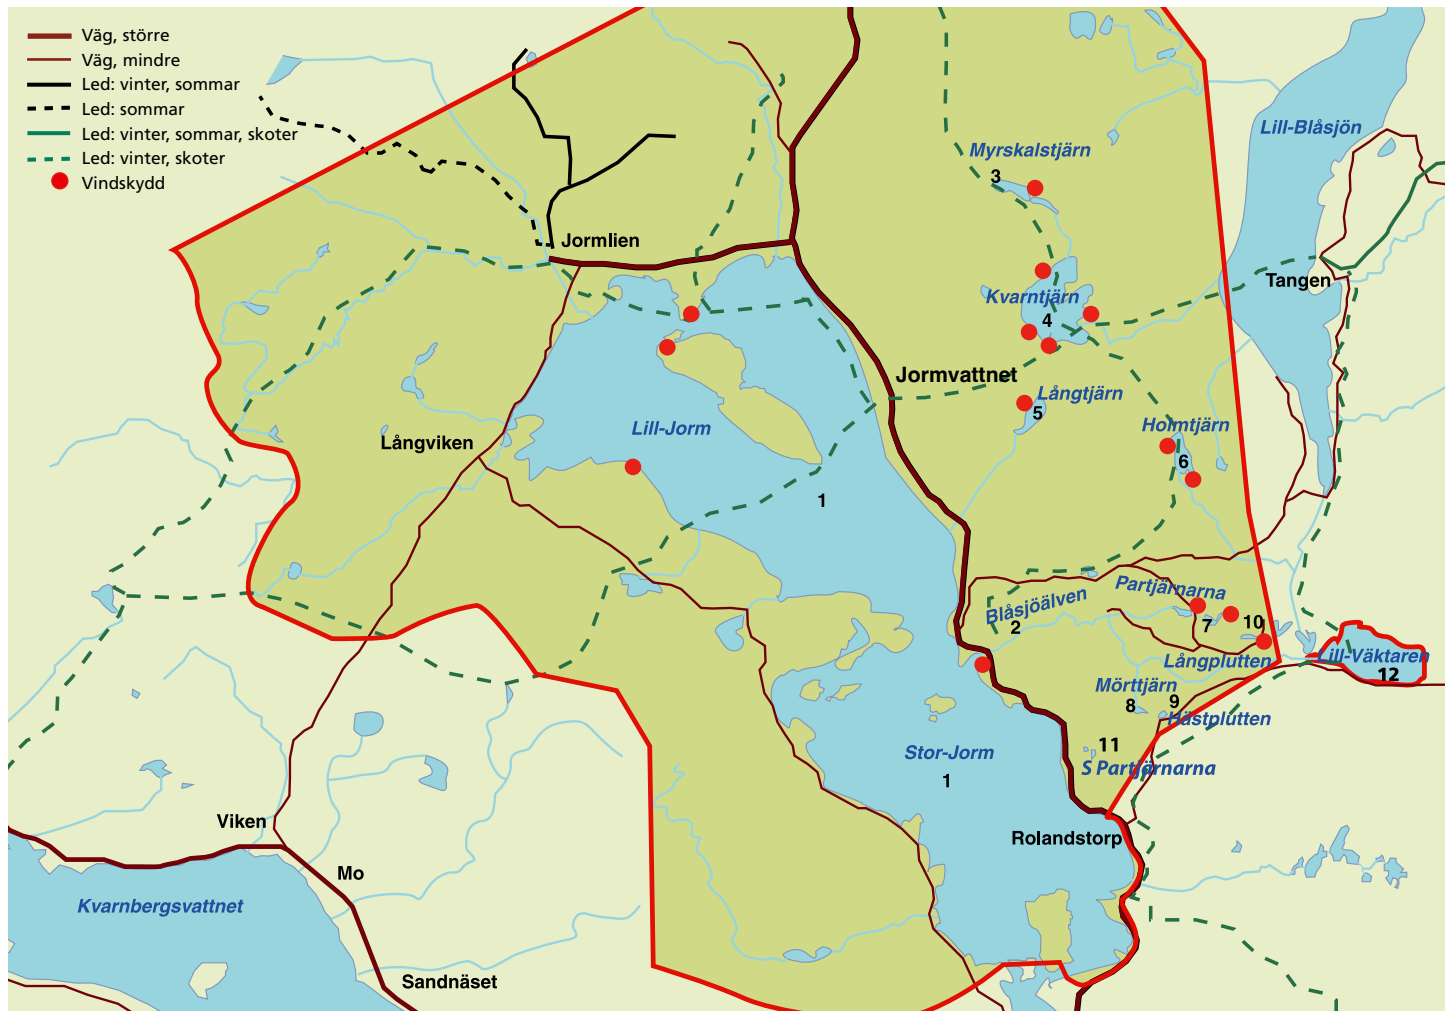 Väg, större
Väg, mindre
Led: vinter, sommar
Led: sommar
Led: vinter, sommar, skoter
Led: vinter, skoter
Vindskydd
Lill-Blåsjön
Myrskalstjärn
3
Jormlien
Tangen
Kvarntjärn
4
Jormvattnet
Långtjärn
5
Lill-Jorm
Holmtjärn
Långviken
6
1
Partjärnarna
Blåsjöälven
2
7
10
Långplutten
Lill-Väktaren
12
Mörttjärn
8
9
Hästplutten
11
S Partjärnarna
Stor-Jorm
1
Viken
Rolandstorp
Mo
Kvarnbergsvattnet
Sandnäset